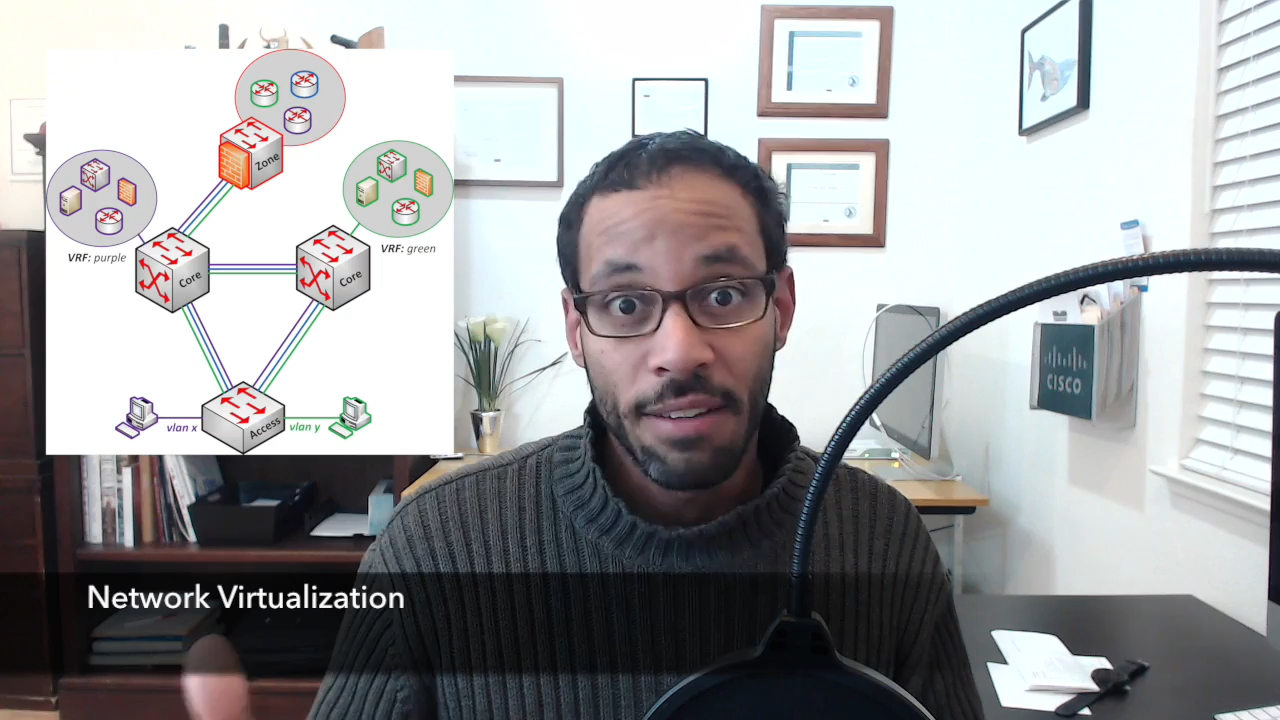 Zone
VRF: purple
VRF: green
Core
Core
vlan x
Access
vlan y
Network Virtualization
CISCO